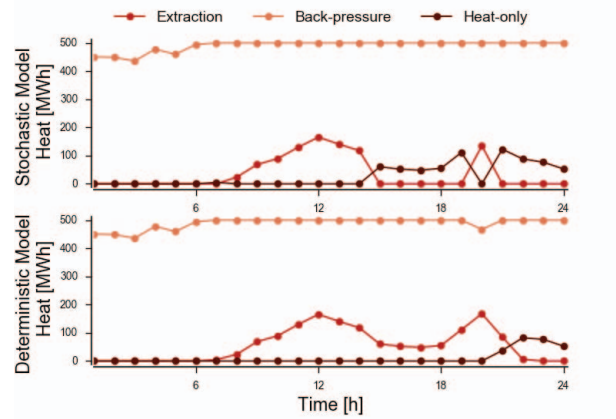 Extraction Back-pressure Heat-only
Stochastic Model
Heat [MWh]
500
400
300
200
100
0
6 12 18 24
Deterministic Model
Heat [MWh]
500
400
300
200
100
0
6 12 18 24
Time [h]